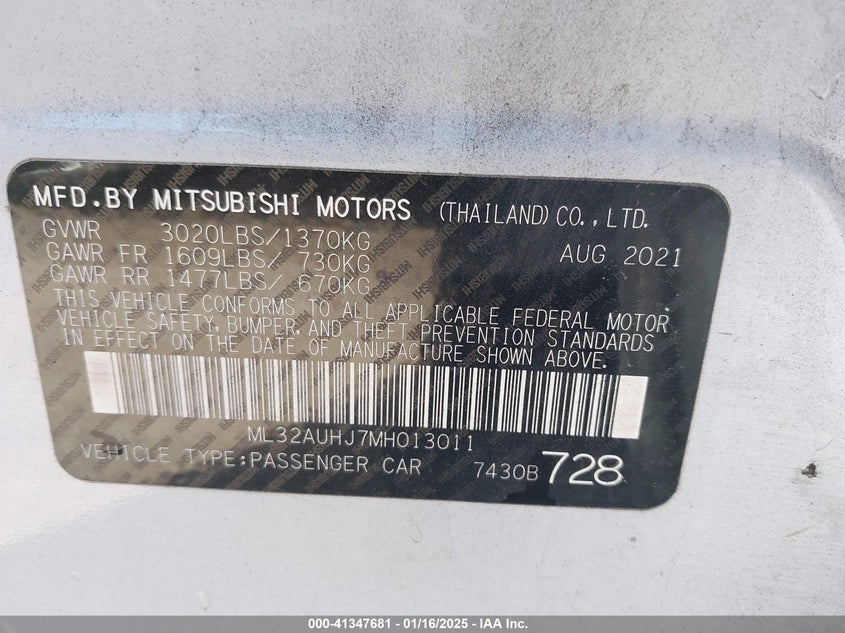 MFD.BY MITSUBISHI MOTORS (THAILAND) CO., LTD.
GVWR 3020LBS/1370KG AUG 2021
GAWR FR 1609LBS/ 730KG
GAWR RR 1477LBS/ 670KG
THIS VEHICLE CONFORMS TO ALL APPLICABLE FEDERAL MOTOR
VEHICLE SAFETY, BUMPER, AND THEFT PREVENTION STANDARDS
IN EFFECT ON THE DATE OF MANUFACTURE SHOWN ABOVE.
ML32AUHJ7MH013011
VEHICLE TYPE:PASSENGER CAR 7430B 728
000-41347681 - 01/16/2025 - IAA Inc.